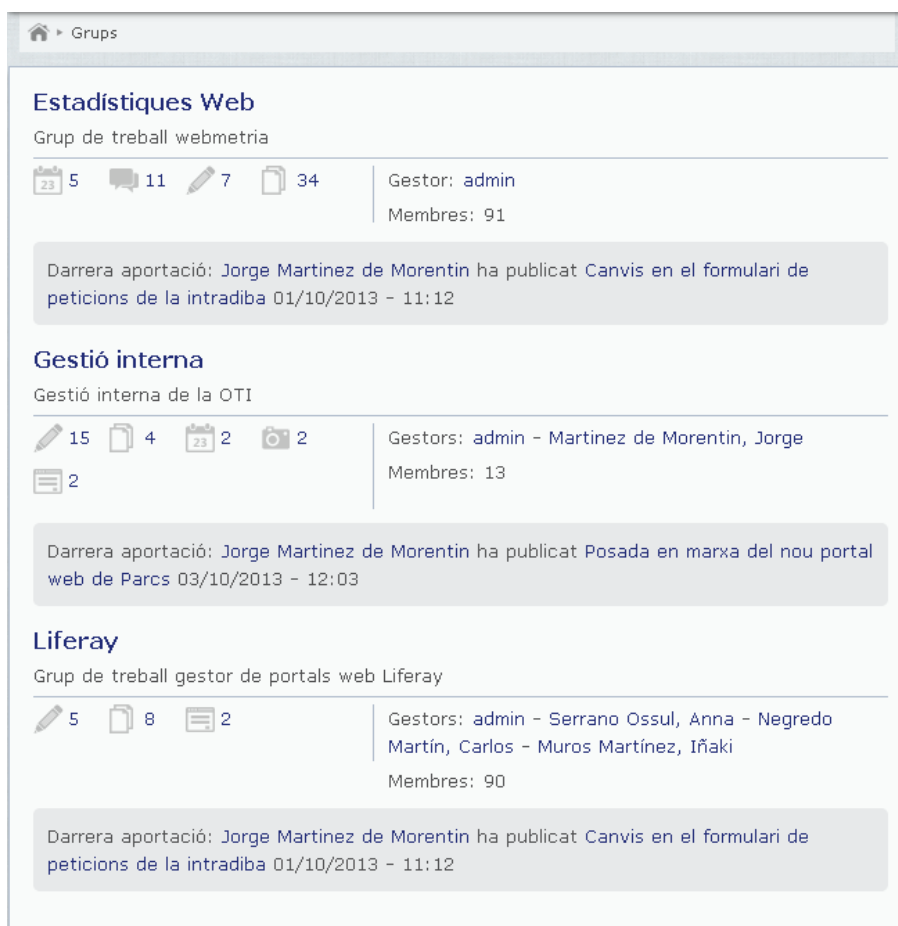 Grups
Estadístiques Web
Grup de treball webmetria
23 5 11 7 34
Gestor: admin
Membres: 91
Darrera aportació: Jorge Martinez de Morentin ha publicat Canvis en el formulari de
peticions de la intradiba 01/10/2013 - 11:12
Gestió interna
Gestió interna de la OTI
15 4 23 2 2
2
Gestors: admin - Martinez de Morentin, Jorge
Membres: 13
Darrera aportació: Jorge Martinez de Morentin ha publicat Posada en marxa del nou portal
web de Parcs 03/10/2013 - 12:03
Liferay
Grup de treball gestor de portals web Liferay
5 8 2
Gestors: admin - Serrano Ossul, Anna - Negredo
Martín, Carlos - Muros Martínez, Iñaki
Membres: 90
Darrera aportació: Jorge Martinez de Morentin ha publicat Canvis en el formulari de
peticions de la intradiba 01/10/2013 - 11:12